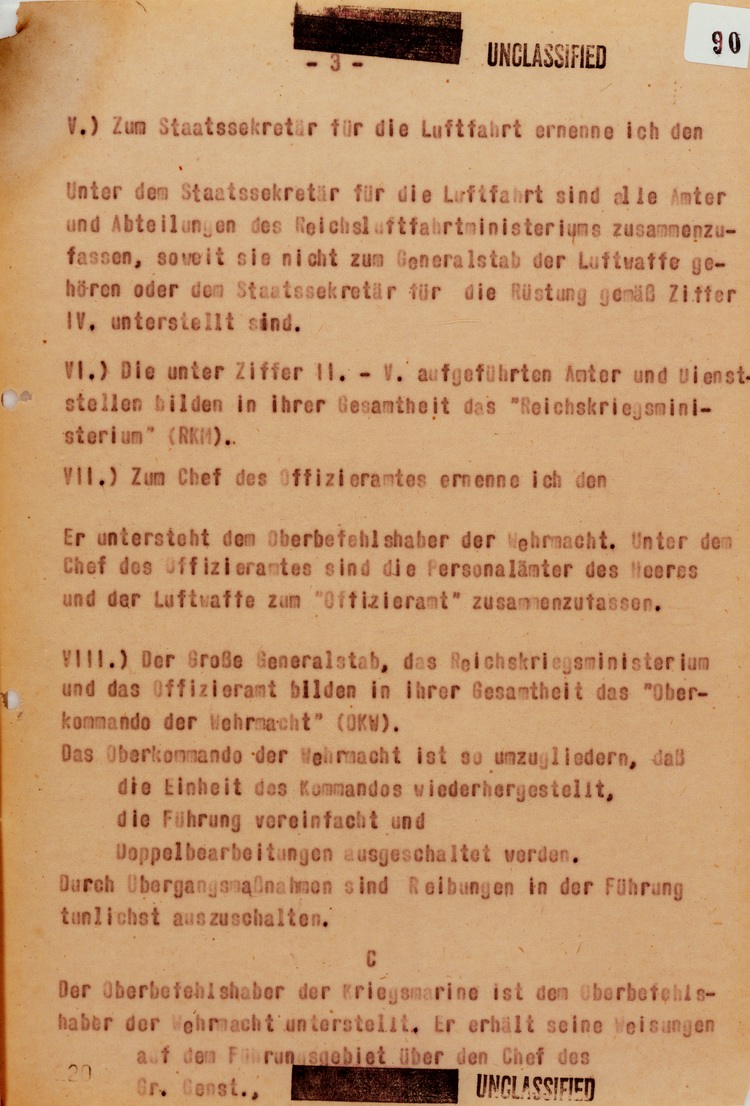 90
UNCLASSIFIED
- 3 -
V.) Zum Staatssekretär für die Luftfahrt ernenne ich den
Unter dem Staatssekretär für die Luftfahrt sind alle Ämter
und Abteilungen des Reichsluftfahrtministeriums zusammenzu-
fassen, soweit sie nicht zum Generalstab der Luftwaffe ge-
hören oder dem Staatssekretär für die Rüstung gemäß Ziffer
IV. unterstellt sind.
VI.) Die unter Ziffer II. - V. aufgeführten Ämter und Dienst-
stellen bilden in ihrer Gesamtheit das "Reichskriegsmini-
sterium" (RKM)..
VII.) Zum Chef des Offizieramtes ernenne ich den
Er untersteht dem Oberbefehlshaber der Wehrmacht. Unter dem
Chef des Offizieramtes sind die Personalämter des Heeres
und der Luftwaffe zum "Offizieramt" zusammenzufassen.
VIII.) Der Große Generalstab, das Reichskriegsministerium
und das Offizieramt bilden in ihrer Gesamtheit das "Ober-
kommando der Wehrmacht" (OKW).
Das Oberkommando der Wehrmacht ist so umzugliedern, daß
die Einheit des Kommandos wiederhergestellt,
die Führung vereinfacht und
Doppelbearbeitungen ausgeschaltet werden.
Durch Übergangsmaßnahmen sind Reibungen in der Führung
tunlichst auszuschalten.
C
Der Oberbefehlshaber der Kriegsmarine ist dem Oberbefehls-
haber der Wehrmacht unterstellt. Er erhält seine Weisungen
auf dem Führungsgebiet über den Chef des
20 Gr. Genst.,
UNCLASSIFIED